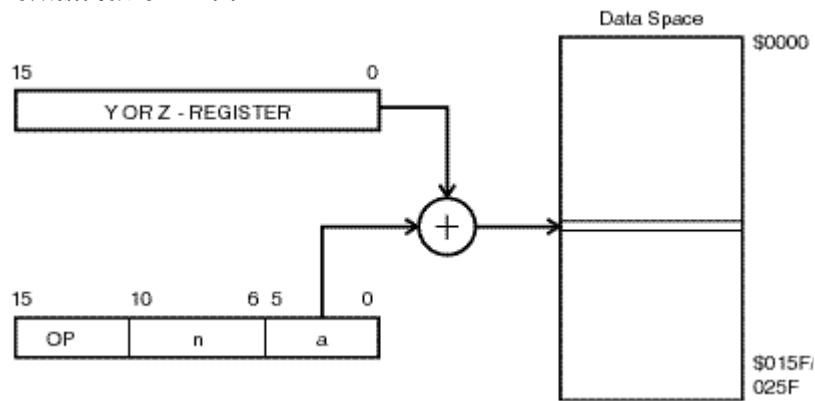 Data Space
$0000
15 0
Y OR Z - REGISTER
+
15 10 6 5 0
OP n a
$015F/
025F